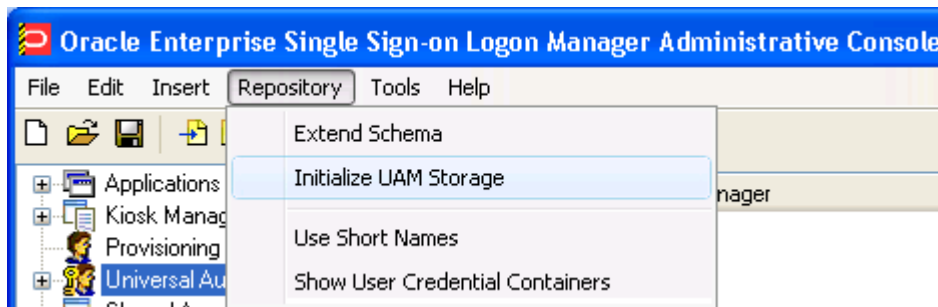 Oracle Enterprise Single Sign-on Logon Manager Administrative Console
File Edit Insert Repository Tools Help
Extend Schema
Applications
Initialize UAM Storage
nager
Kiosk Manag
Provisioning
Use Short Names
Universal Au
Show User Credential Containers